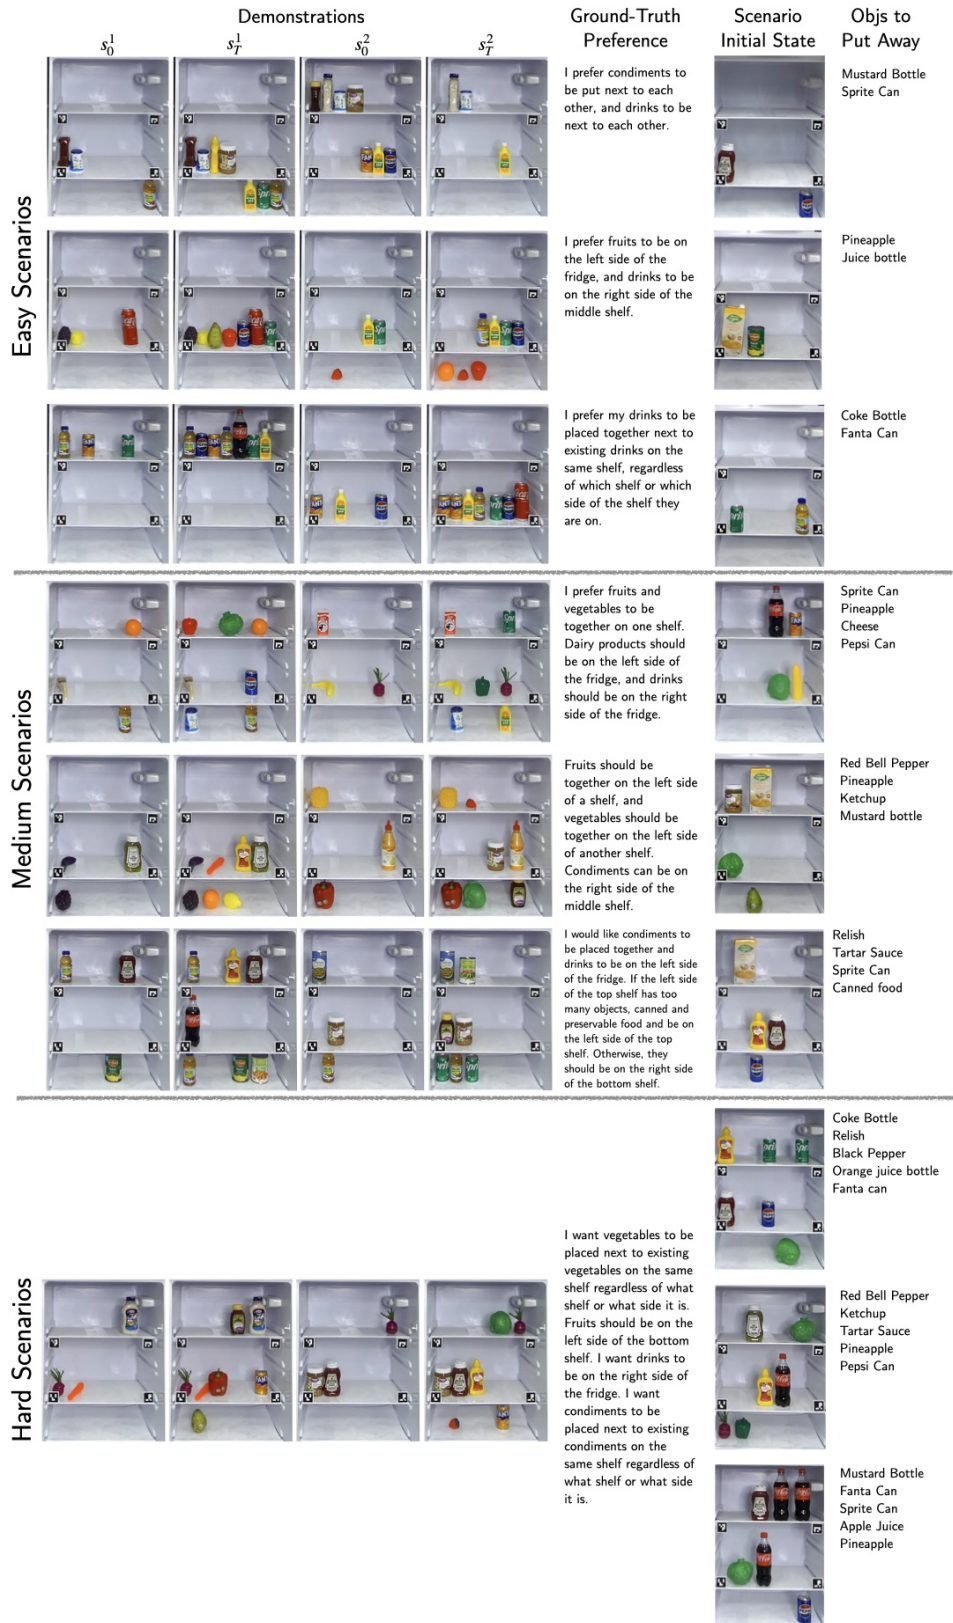 Demonstrations
Ground-Truth
Preference
Scenario
Initial State
Objs to
Put Away
s_0^1
s_T^1
s_0^2
s_T^2
Easy Scenarios
I prefer condiments to
be put next to each
other, and drinks to be
next to each other.
Mustard Bottle
Sprite Can
I prefer fruits to be on
the left side of the
fridge, and drinks to be
on the right side of the
middle shelf.
Pineapple
Juice bottle
I prefer my drinks to be
placed together next to
existing drinks on the
same shelf, regardless
of which shelf or which
side of the shelf they
are on.
Coke Bottle
Fanta Can
Medium Scenarios
I prefer fruits and
vegetables to be
together on one shelf.
Dairy products should
be on the left side of
the fridge, and drinks
should be on the right
side of the fridge.
Sprite Can
Pineapple
Cheese
Pepsi Can
Fruits should be
together on the left side
of a shelf, and
vegetables should be
together on the left side
of another shelf.
Condiments can be on
the right side of the
middle shelf.
Red Bell Pepper
Pineapple
Ketchup
Mustard bottle
I would like condiments to
be placed together and
drinks to be on the left side
of the fridge. If the left side
of the top shelf has too
many objects, canned and
preservable food and be on
the left side of the top
shelf. Otherwise, they
should be on the right side
of the bottom shelf.
Relish
Tartar Sauce
Sprite Can
Canned food
Hard Scenarios
I want vegetables to be
placed next to existing
vegetables on the same
shelf regardless of what
shelf or what side it is.
Fruits should be on the
left side of the bottom
shelf. I want drinks to
be on the right side of
the fridge. I want
condiments to be
placed next to existing
condiments on the
same shelf regardless of
what shelf or what side
it is.
Coke Bottle
Relish
Black Pepper
Orange juice bottle
Fanta can
Red Bell Pepper
Ketchup
Tartar Sauce
Pineapple
Pepsi Can
Mustard Bottle
Fanta Can
Sprite Can
Apple Juice
Pineapple